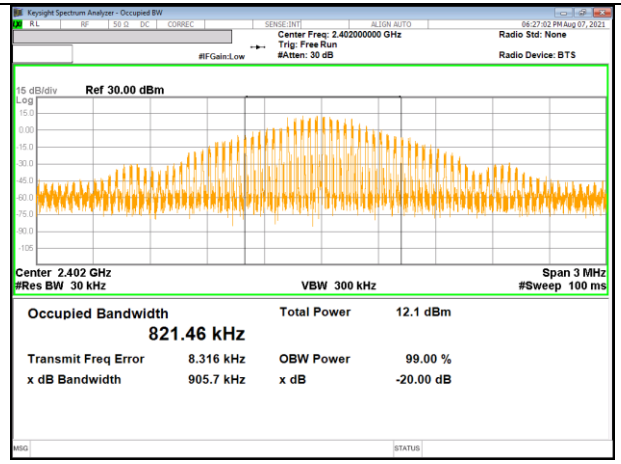 Keysight Spectrum Analyzer - Occupied BW
RL RF 50 Ω DC CORREC SENSE:INT ALIGN AUTO 06:27:02 PM Aug 07, 2021
Center Freq: 2.402000000 GHz Radio Std: None
Trig: Free Run
#IFGain:Low #Atten: 30 dB Radio Device: BTS
15 dB/div Ref 30.00 dBm
Log
15.0
0.00
-15.0
-30.0
-45.0
-60.0
-75.0
-90.0
-105
Center 2.402 GHz Span 3 MHz
#Res BW 30 kHz VBW 300 kHz #Sweep 100 ms
Occupied Bandwidth Total Power 12.1 dBm
821.46 kHz
Transmit Freq Error 8.316 kHz OBW Power 99.00 %
x dB Bandwidth 905.7 kHz x dB -20.00 dB
MSG STATUS